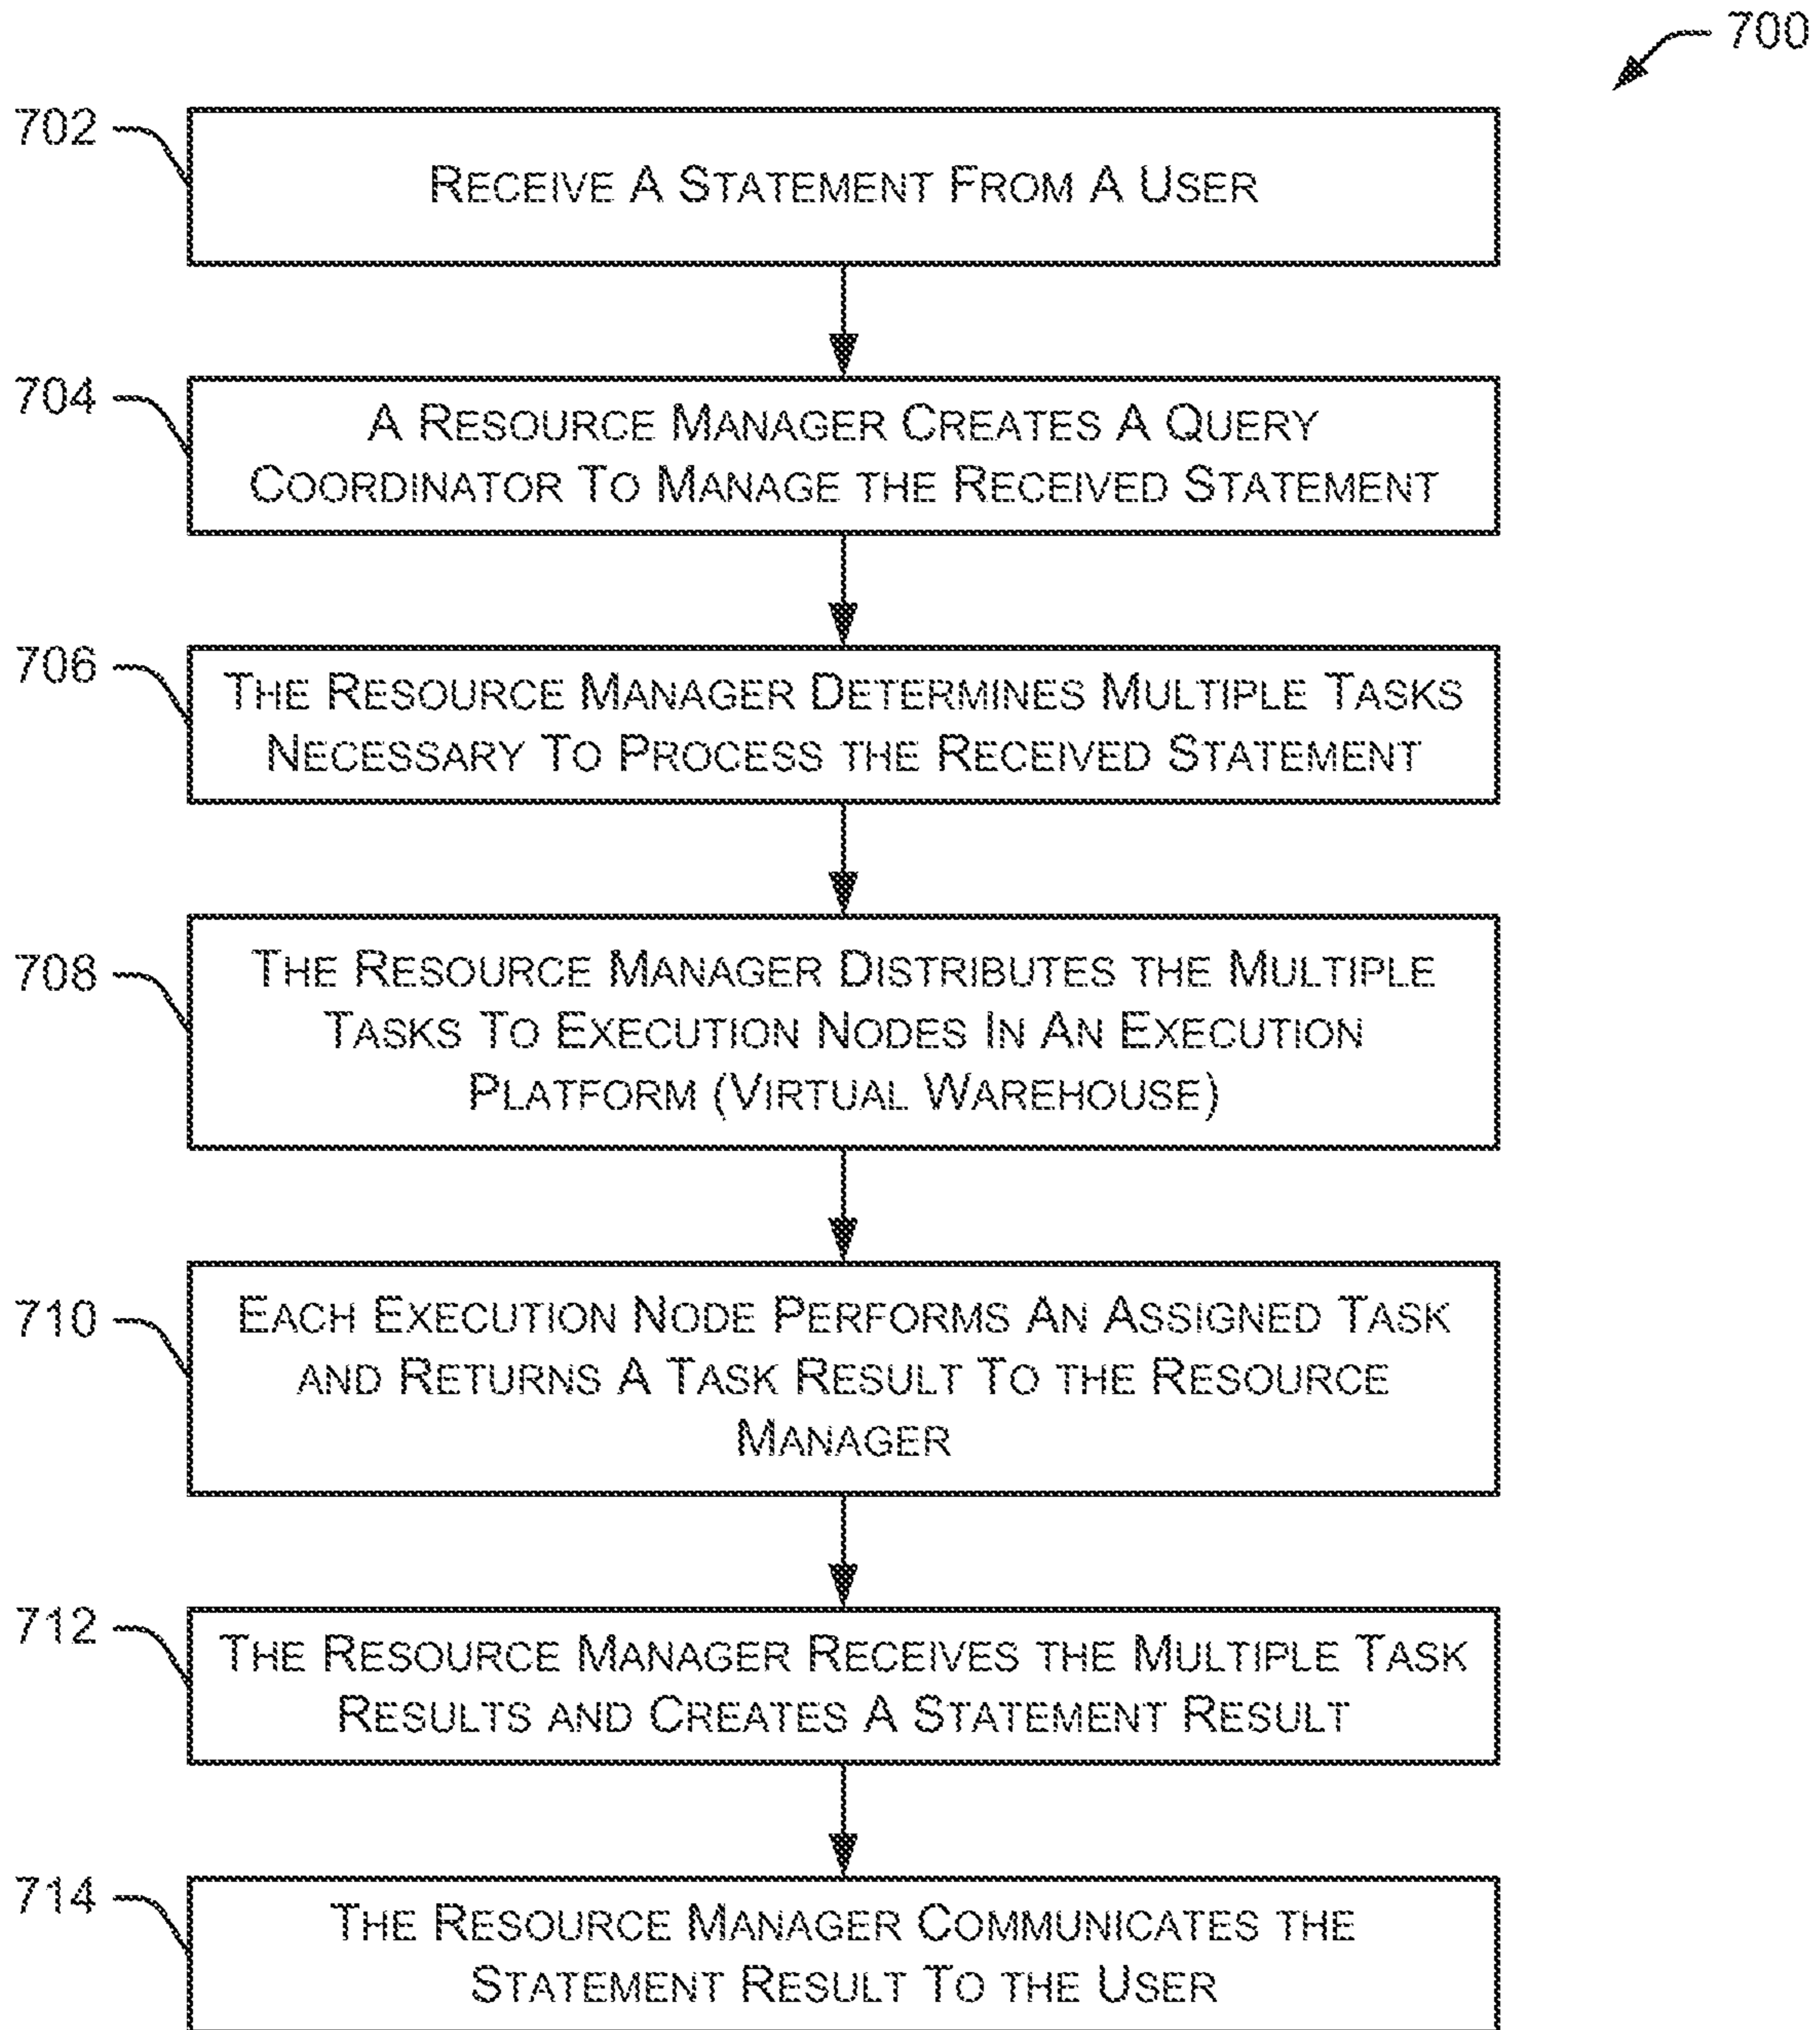 700
702
RECEIVE A STATEMENT FROM A USER
704
A RESOURCE MANAGER CREATES A QUERY
COORDINATOR TO MANAGE THE RECEIVED STATEMENT
706
THE RESOURCE MANAGER DETERMINES MULTIPLE TASKS
NECESSARY TO PROCESS THE RECEIVED STATEMENT
708
THE RESOURCE MANAGER DISTRIBUTES THE MULTIPLE
TASKS TO EXECUTION NODES IN AN EXECUTION
PLATFORM (VIRTUAL WAREHOUSE)
710
EACH EXECUTION NODE PERFORMS AN ASSIGNED TASK
AND RETURNS A TASK RESULT TO THE RESOURCE
MANAGER
712
THE RESOURCE MANAGER RECEIVES THE MULTIPLE TASK
RESULTS AND CREATES A STATEMENT RESULT
714
THE RESOURCE MANAGER COMMUNICATES THE
STATEMENT RESULT TO THE USER